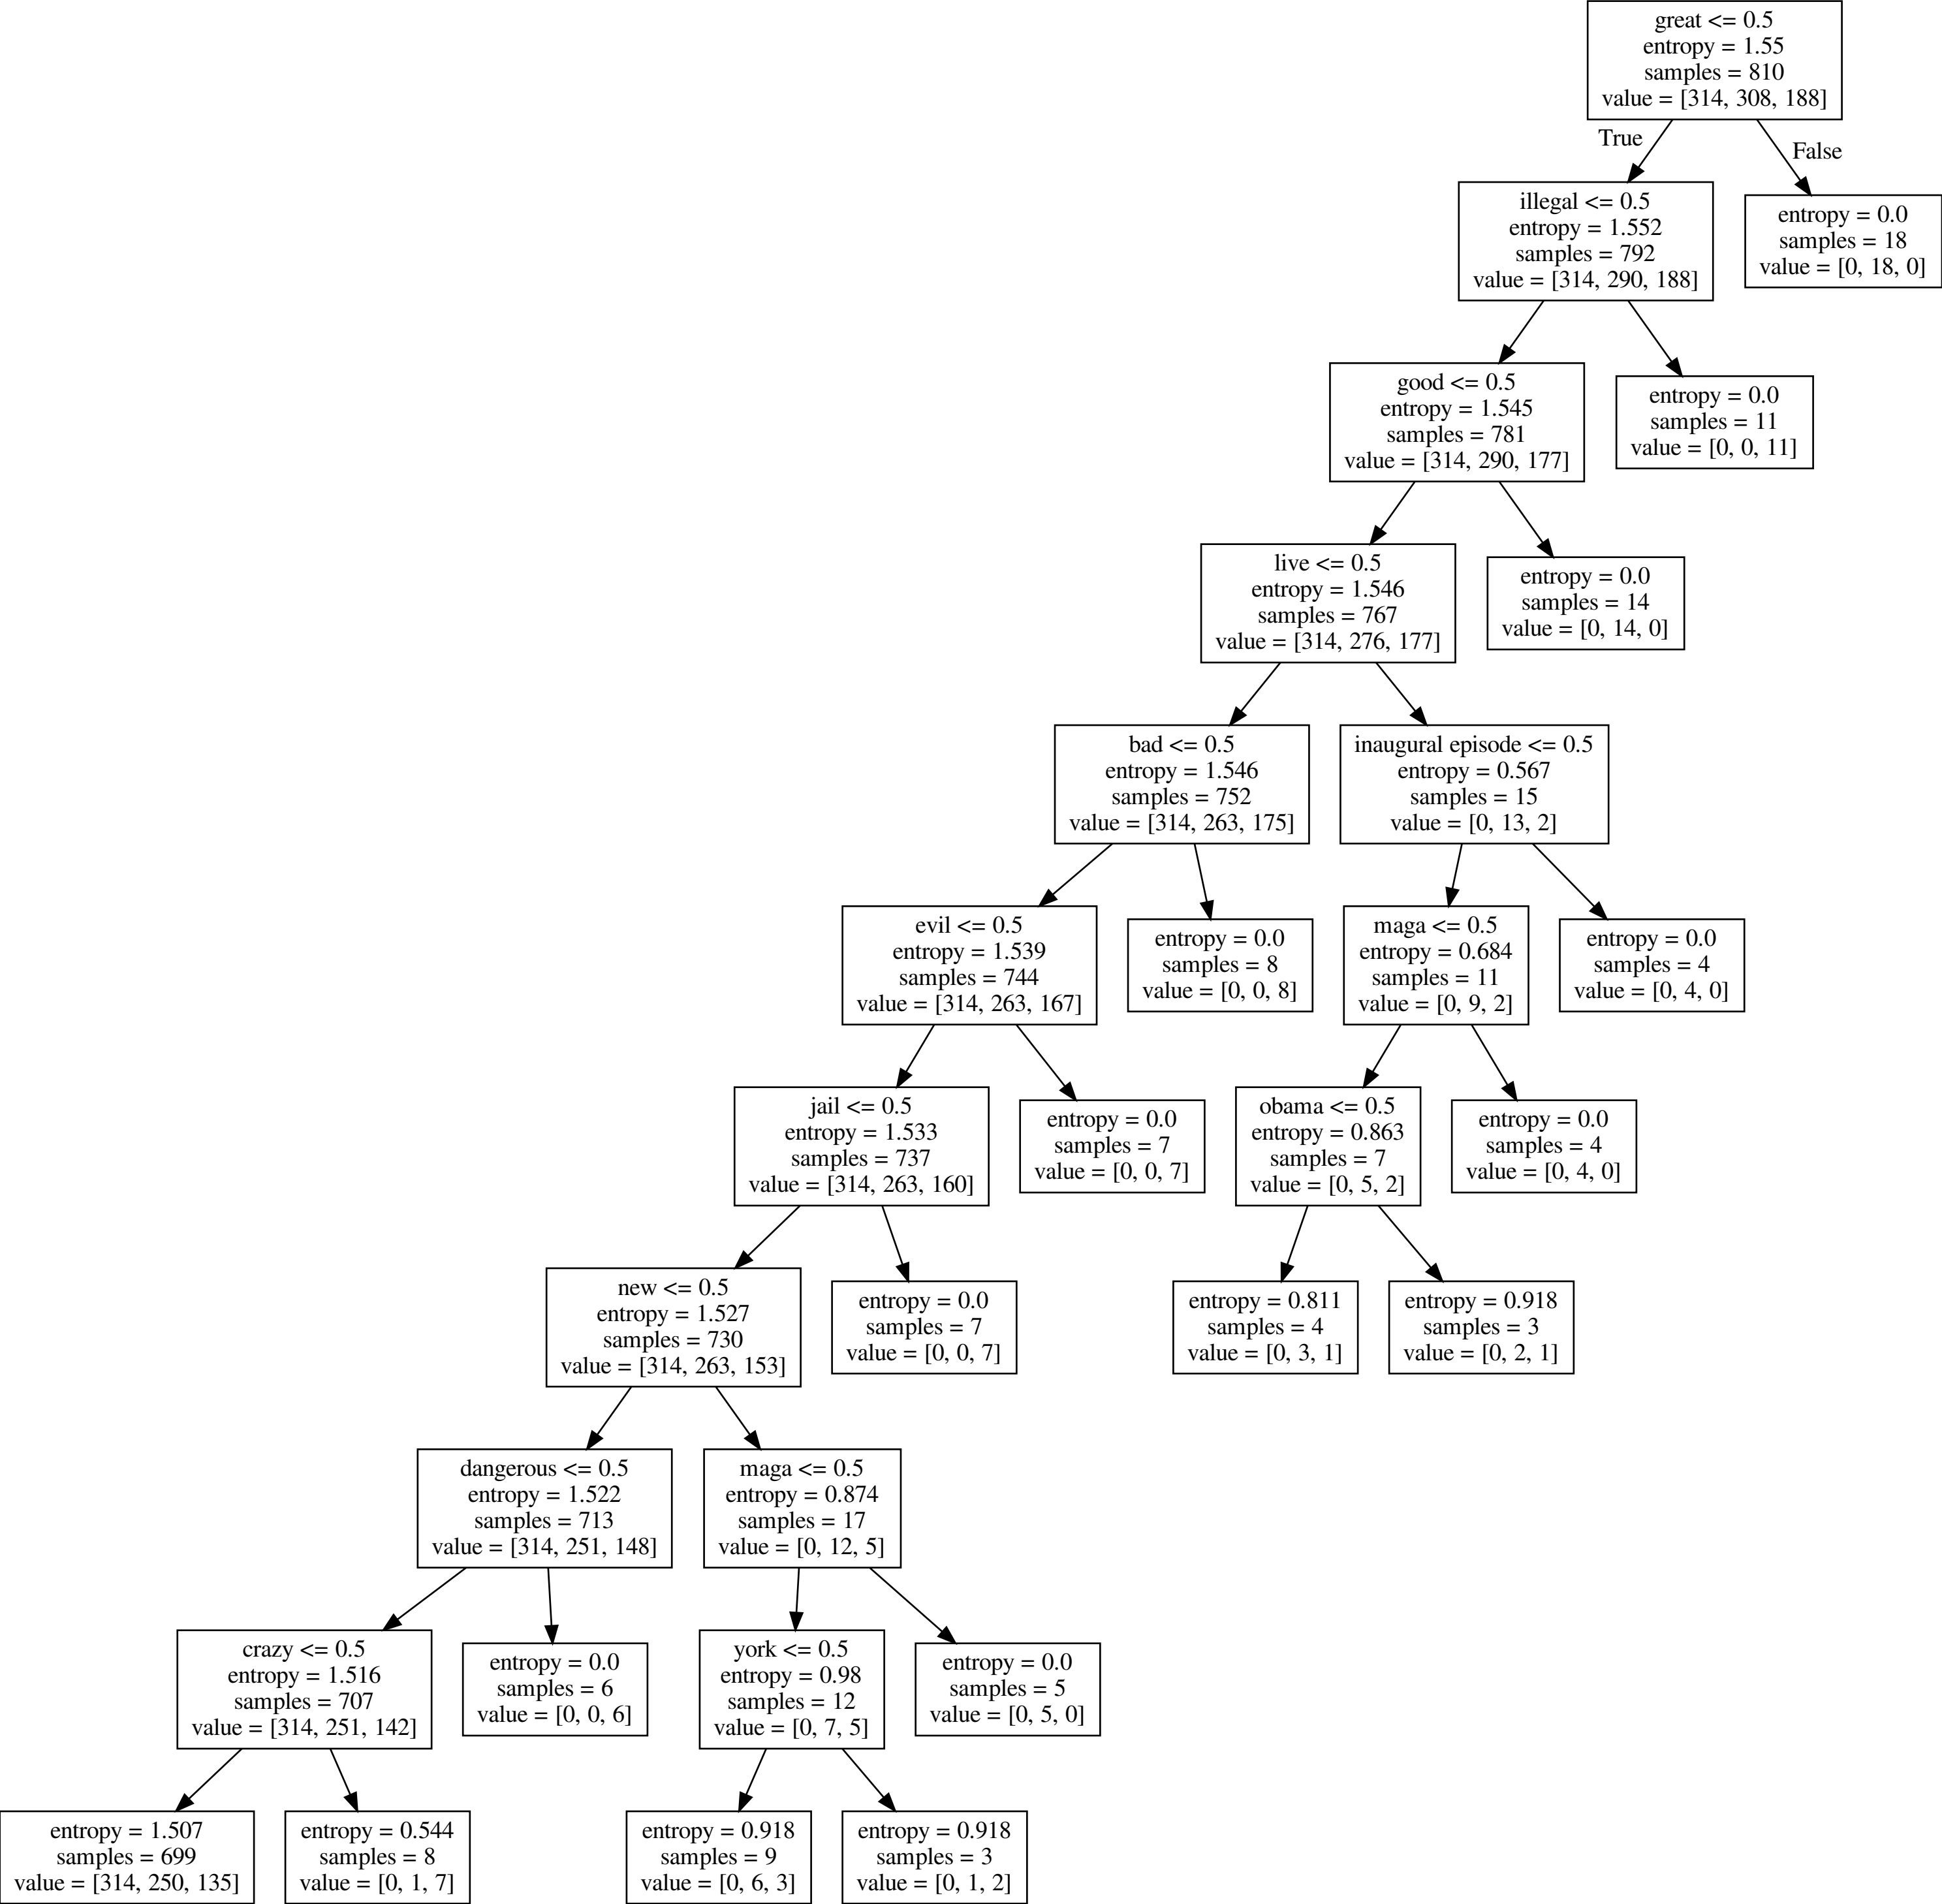 great <= 0.5
entropy = 1.55
samples = 810
value = [314, 308, 188]
True
False
illegal <= 0.5
entropy = 1.552
samples = 792
value = [314, 290, 188]
entropy = 0.0
samples = 18
value = [0, 18, 0]
good <= 0.5
entropy = 1.545
samples = 781
value = [314, 290, 177]
entropy = 0.0
samples = 11
value = [0, 0, 11]
live <= 0.5
entropy = 1.546
samples = 767
value = [314, 276, 177]
entropy = 0.0
samples = 14
value = [0, 14, 0]
bad <= 0.5
entropy = 1.546
samples = 752
value = [314, 263, 175]
inaugural episode <= 0.5
entropy = 0.567
samples = 15
value = [0, 13, 2]
evil <= 0.5
entropy = 1.539
samples = 744
value = [314, 263, 167]
entropy = 0.0
samples = 8
value = [0, 0, 8]
maga <= 0.5
entropy = 0.684
samples = 11
value = [0, 9, 2]
entropy = 0.0
samples = 4
value = [0, 4, 0]
jail <= 0.5
entropy = 1.533
samples = 737
value = [314, 263, 160]
entropy = 0.0
samples = 7
value = [0, 0, 7]
obama <= 0.5
entropy = 0.863
samples = 7
value = [0, 5, 2]
entropy = 0.0
samples = 4
value = [0, 4, 0]
new <= 0.5
entropy = 1.527
samples = 730
value = [314, 263, 153]
entropy = 0.0
samples = 7
value = [0, 0, 7]
entropy = 0.811
samples = 4
value = [0, 3, 1]
entropy = 0.918
samples = 3
value = [0, 2, 1]
dangerous <= 0.5
entropy = 1.522
samples = 713
value = [314, 251, 148]
maga <= 0.5
entropy = 0.874
samples = 17
value = [0, 12, 5]
crazy <= 0.5
entropy = 1.516
samples = 707
value = [314, 251, 142]
entropy = 0.0
samples = 6
value = [0, 0, 6]
york <= 0.5
entropy = 0.98
samples = 12
value = [0, 7, 5]
entropy = 0.0
samples = 5
value = [0, 5, 0]
entropy = 1.507
samples = 699
value = [314, 250, 135]
entropy = 0.544
samples = 8
value = [0, 1, 7]
entropy = 0.918
samples = 9
value = [0, 6, 3]
entropy = 0.918
samples = 3
value = [0, 1, 2]